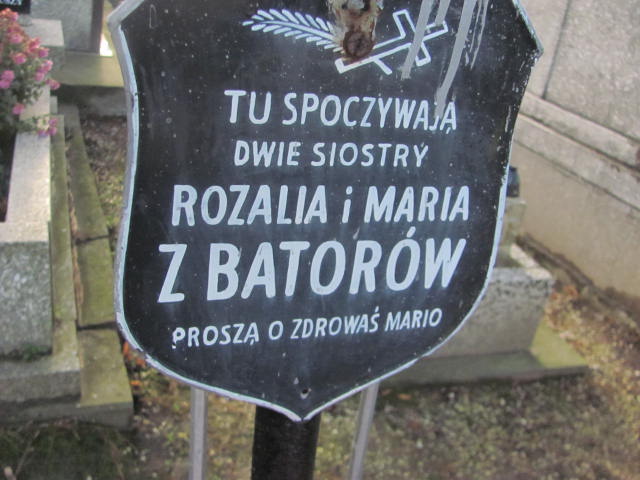 TU SPOCZYWAJĄ
DWIE SIOSTRY
ROZALIA i MARIA
Z BATORÓW
PROSZĄ O ZDROWAŚ MARIO